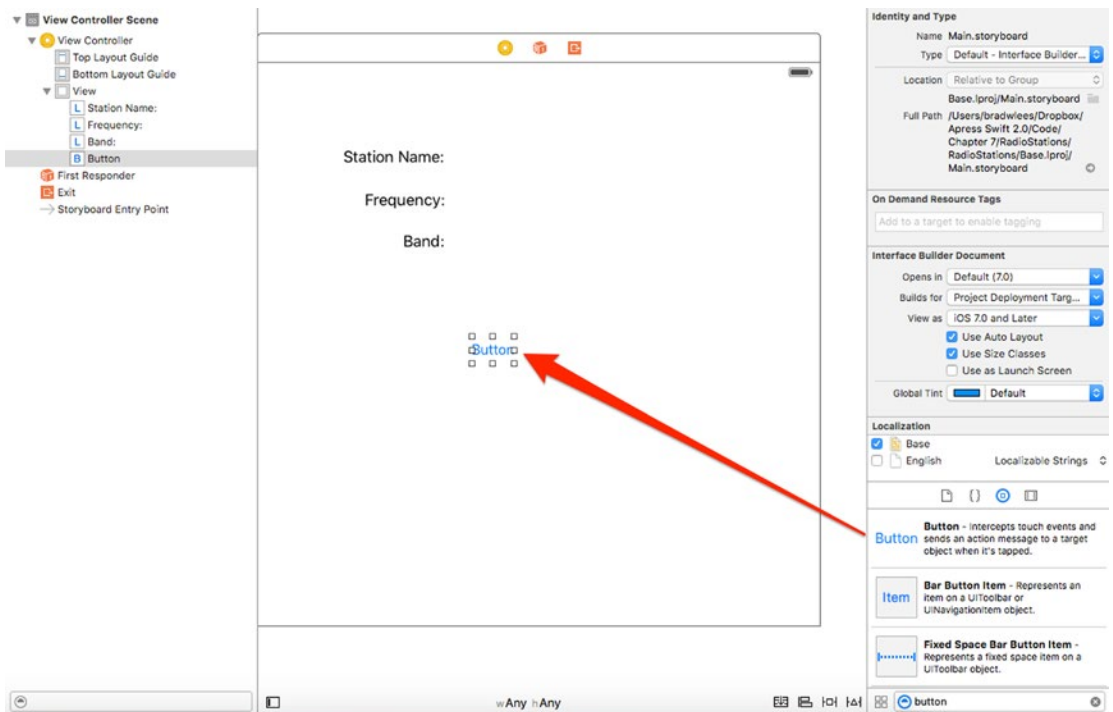 View Controller Scene
View Controller
Top Layout Guide
Bottom Layout Guide
View
L Station Name:
L Frequency:
L Band:
B Button
First Responder
Exit
Storyboard Entry Point
Station Name:
Frequency:
Band:
Button
wAny hAny
Identity and Type
Name Main.storyboard
Type Default - Interface Builder...
Location Relative to Group
Base.lproj/Main.storyboard
Full Path /Users/bradwlees/Dropbox/
Apress Swift 2.0/Code/
Chapter 7/RadioStations/
RadioStations/Base.lproj/
Main.storyboard
On Demand Resource Tags
Add to a target to enable tagging
Interface Builder Document
Opens in Default (7.0)
Builds for Project Deployment Targ...
View as iOS 7.0 and Later
Use Auto Layout
Use Size Classes
Use as Launch Screen
Global Tint Default
Localization
Base
English Localizable Strings
Button
Button - Intercepts touch events and
sends an action message to a target
object when it's tapped.
Item
Bar Button Item - Represents an
item on a UIToolbar or
UINavigationItem object.
Fixed Space Bar Button Item -
Represents a fixed space item on a
UIToolbar object.
button